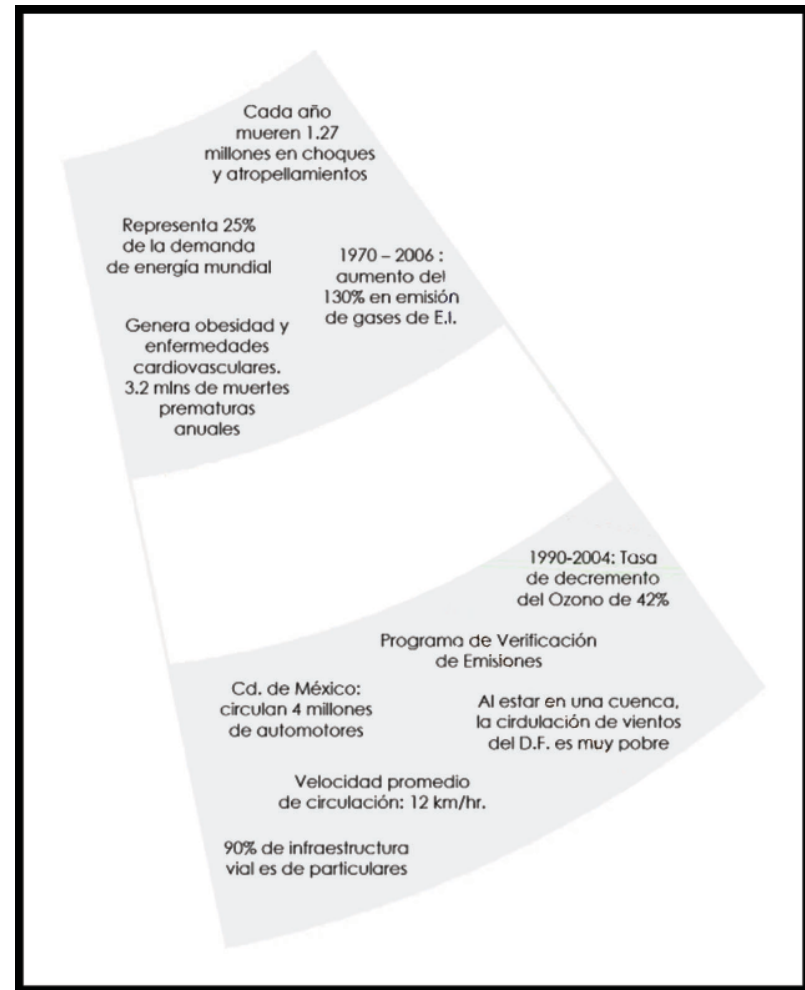 Cada año
mueren 1.27
millones en choques
y atropellamientos
Representa 25%
de la demanda
de energía mundial
1970 – 2006 :
aumento del
130% en emisión
de gases de E.I.
Genera obesidad y
enfermedades
cardiovasculares.
3.2 mlns de muertes
prematuras
anuales
1990-2004: Tasa
de decremento
del Ozono de 42%
Programa de Verificación
de Emisiones
Cd. de México:
circulan 4 millones
de automotores
Al estar en una cuenca,
la cirdulación de vientos
del D.F. es muy pobre
Velocidad promedio
de circulación: 12 km/hr.
90% de infraestructura
vial es de particulares